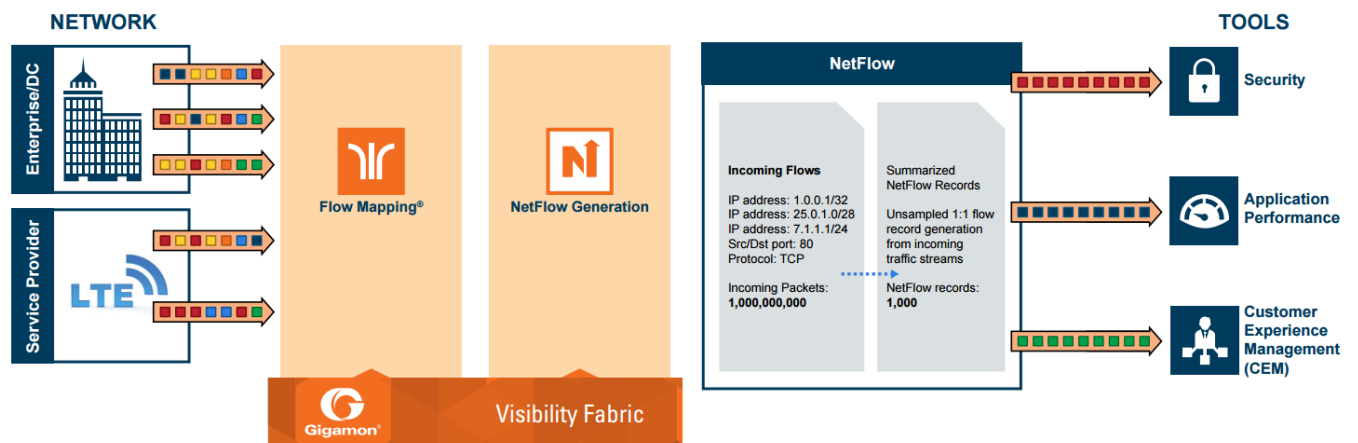 NETWORK
TOOLS
Enterprise/DC
Service Provider
LTE
Flow Mapping®
NetFlow Generation
Gigamon®
Visibility Fabric
NetFlow
Incoming Flows
IP address: 1.0.0.1/32
IP address: 25.0.1.0/28
IP address: 7.1.1.1/24
Src/Dst port: 80
Protocol: TCP
Incoming Packets:
1,000,000,000
Summarized
NetFlow Records
Unsampled 1:1 flow
record generation
from incoming
traffic streams
NetFlow records:
1,000
Security
Application
Performance
Customer
Experience
Management
(CEM)